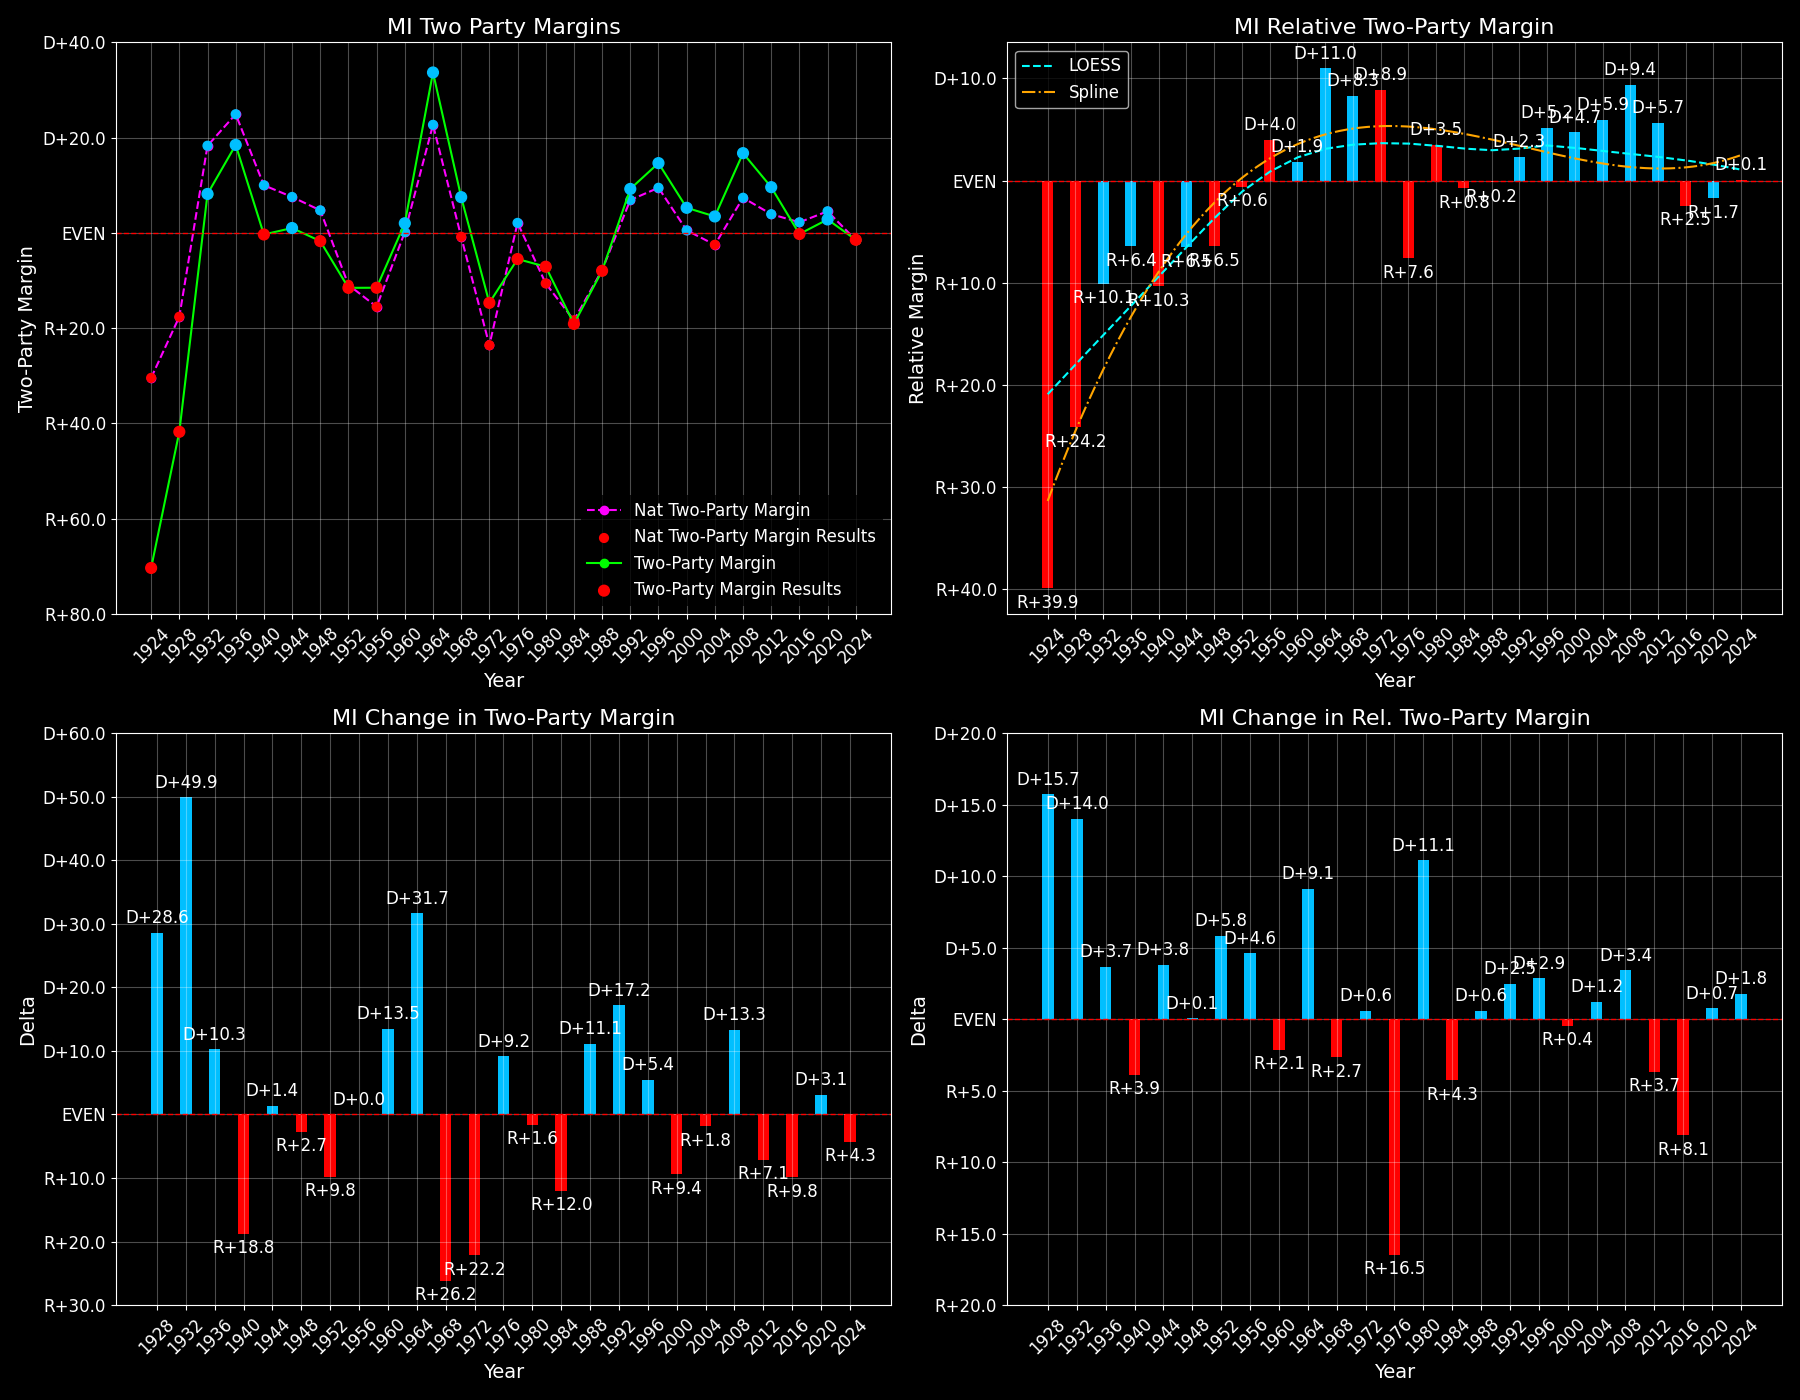 MI Two Party Margins
D+40.0
D+20.0
EVEN
R+20.0
R+40.0
R+60.0
R+80.0
Two-Party Margin
Nat Two-Party Margin
Nat Two-Party Margin Results
Two-Party Margin
Two-Party Margin Results
1924 1928 1932 1936 1940 1944 1948 1952 1956 1960 1964 1968 1972 1976 1980 1984 1988 1992 1996 2000 2004 2008 2012 2016 2020 2024
Year
MI Relative Two-Party Margin
LOESS
Spline
D+10.0
EVEN
R+10.0
R+20.0
R+30.0
R+40.0
Relative Margin
R+39.9
R+24.2
R+10.1
R+6.4
R+10.3
R+6.5
R+6.5
R+0.6
D+4.0
D+1.9
D+11.0
D+8.3
D+8.9
R+7.6
D+3.5
R+0.8
R+0.2
D+2.3
D+5.2
D+4.7
D+5.9
D+9.4
D+5.7
R+2.5
R+1.7
D+0.1
1924 1928 1932 1936 1940 1944 1948 1952 1956 1960 1964 1968 1972 1976 1980 1984 1988 1992 1996 2000 2004 2008 2012 2016 2020 2024
Year
MI Change in Two-Party Margin
D+60.0
D+50.0
D+40.0
D+30.0
D+20.0
D+10.0
EVEN
R+10.0
R+20.0
R+30.0
Delta
D+28.6
D+49.9
D+10.3
R+18.8
D+1.4
R+2.7
R+9.8
D+0.0
D+13.5
D+31.7
R+26.2
R+22.2
D+9.2
R+1.6
R+12.0
D+11.1
D+17.2
D+5.4
R+9.4
R+1.8
D+13.3
R+7.1
R+9.8
D+3.1
R+4.3
1928 1932 1936 1940 1944 1948 1952 1956 1960 1964 1968 1972 1976 1980 1984 1988 1992 1996 2000 2004 2008 2012 2016 2020 2024
Year
MI Change in Rel. Two-Party Margin
D+20.0
D+15.0
D+10.0
D+5.0
EVEN
R+5.0
R+10.0
R+15.0
R+20.0
Delta
D+15.7
D+14.0
D+3.7
R+3.9
D+3.8
D+0.1
D+5.8
D+4.6
R+2.1
D+9.1
R+2.7
D+0.6
R+16.5
D+11.1
R+4.3
D+0.6
D+2.5
D+2.9
R+0.4
D+1.2
D+3.4
R+3.7
R+8.1
D+0.7
D+1.8
1928 1932 1936 1940 1944 1948 1952 1956 1960 1964 1968 1972 1976 1980 1984 1988 1992 1996 2000 2004 2008 2012 2016 2020 2024
Year